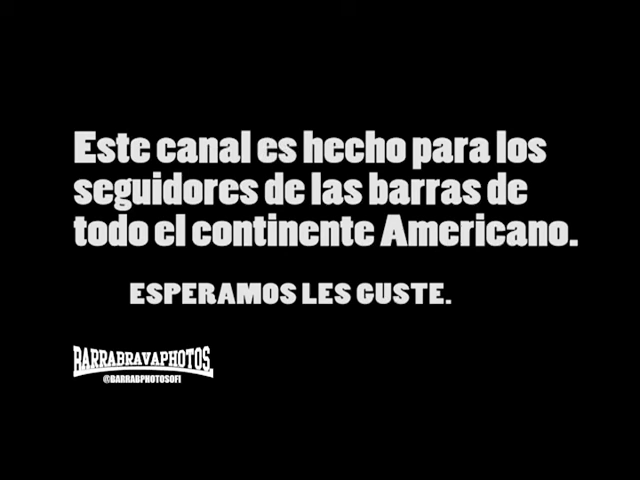 Este canal es hecho para los
seguidores de las barras de
todo el continente Americano.
ESPERAMOS LES GUSTE.
BARRABRAVAPHOTOS.
@BARRABPHOTOSOFI